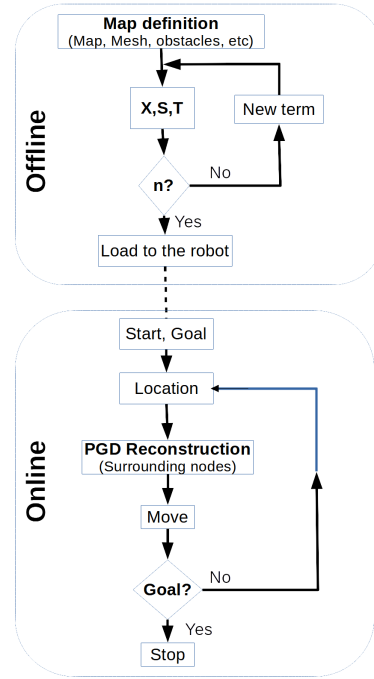 Map definition
(Map, Mesh, obstacles, etc)
X,S,T
New term
n?
No
Yes
Load to the robot
Offline
Start, Goal
Location
PGD Reconstruction
(Surrounding nodes)
Move
Goal?
No
Yes
Stop
Online